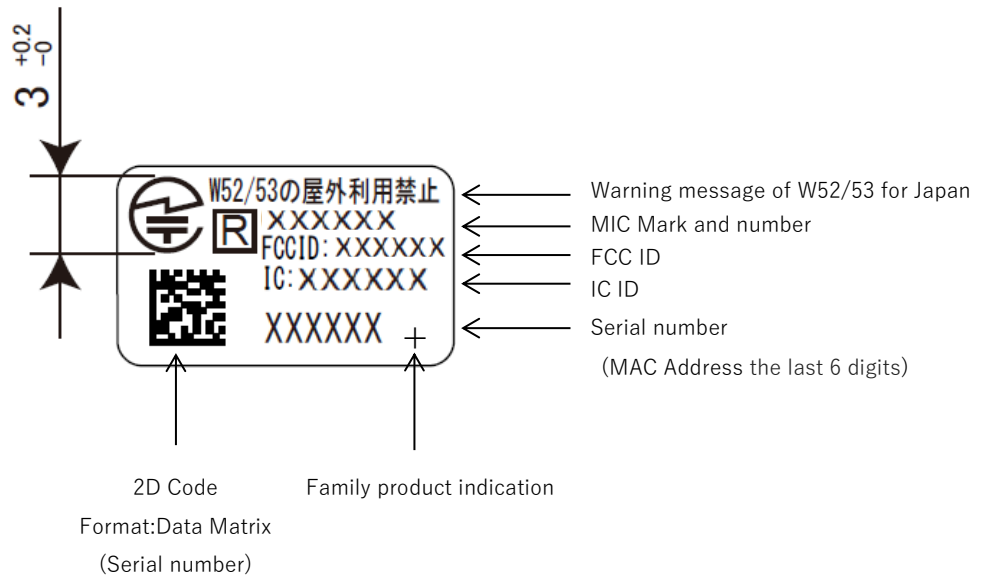 3 +0.2 -0
W52/53の屋外利用禁止
R XXXXXX
FCCID: XXXXXX
IC: XXXXXX
XXXXXX +
Warning message of W52/53 for Japan
MIC Mark and number
FCC ID
IC ID
Serial number
(MAC Address the last 6 digits)
2D Code
Format:Data Matrix
(Serial number)
Family product indication